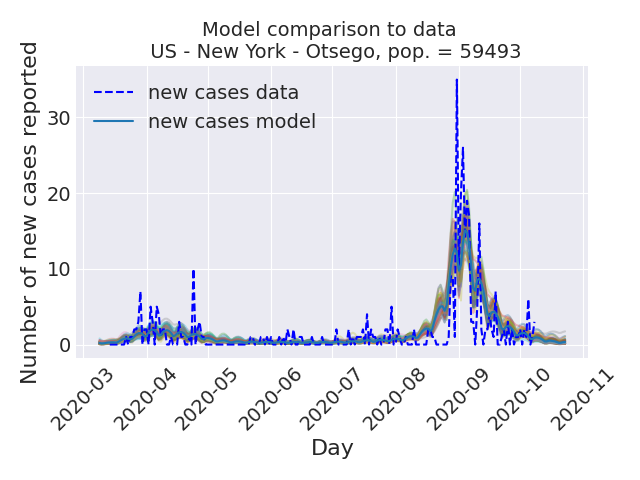 Model comparison to data
US - New York - Otsego, pop. = 59493
Number of new cases reported
30
20
10
0
new cases data
new cases model
2020-03
2020-04
2020-05
2020-06
2020-07
2020-08
2020-09
2020-10
2020-11
Day